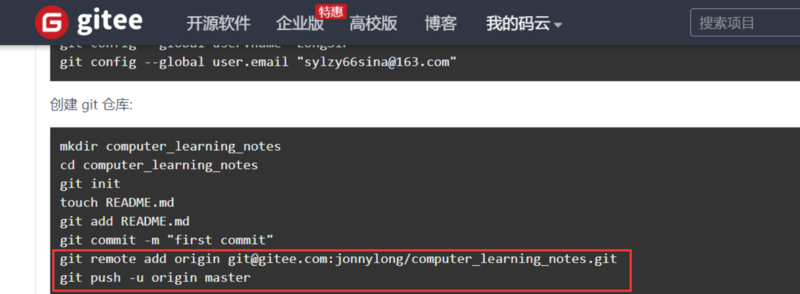 gitee 开源软件 企业版 特惠 高校版 博客 我的码云 搜索项目
git config --global user.email "sylzy66sina@163.com"
创建 git 仓库:
mkdir computer_learning_notes
cd computer_learning_notes
git init
touch README.md
git add README.md
git commit -m "first commit"
git remote add origin git@gitee.com:jonnylong/computer_learning_notes.git
git push -u origin master